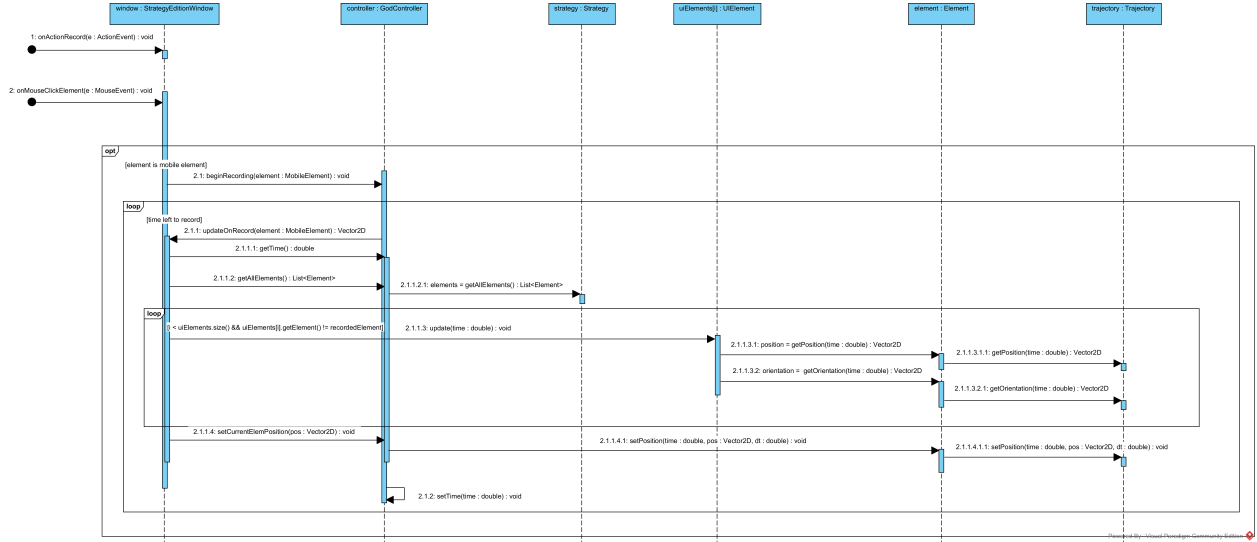 window : StrategyEditionWindow
controller : GodController
strategy : Strategy
uiElements[i] : UIElement
element : Element
trajectory : Trajectory
1: onActionRecord(e : ActionEvent) : void
2: onMouseClickElement(e : MouseEvent) : void
opt
[element is mobile element]
2.1: beginRecording(element : MobileElement) : void
loop
[time left to record]
2.1.1: updateOnRecord(element : MobileElement) : Vector2D
2.1.1.1: getTime() : double
2.1.1.2: getAllElements() : List<Element>
2.1.1.2.1: elements = getAllElements() : List<Element>
loop
[i < uiElements.size() && uiElements[i].getElement() != recordedElement]
2.1.1.3: update(time : double) : void
2.1.1.3.1: position = getPosition(time : double) : Vector2D
2.1.1.3.1.1: getPosition(time : double) : Vector2D
2.1.1.3.2: orientation = getOrientation(time : double) : Vector2D
2.1.1.3.2.1: getOrientation(time : double) : Vector2D
2.1.1.4: setCurrentElemPosition(pos : Vector2D) : void
2.1.1.4.1: setPosition(time : double, pos : Vector2D, dt : double) : void
2.1.1.4.1.1: setPosition(time : double, pos : Vector2D, dt : double) : void
2.1.2: setTime(time : double) : void
Powered By Visual Paradigm Community Edition